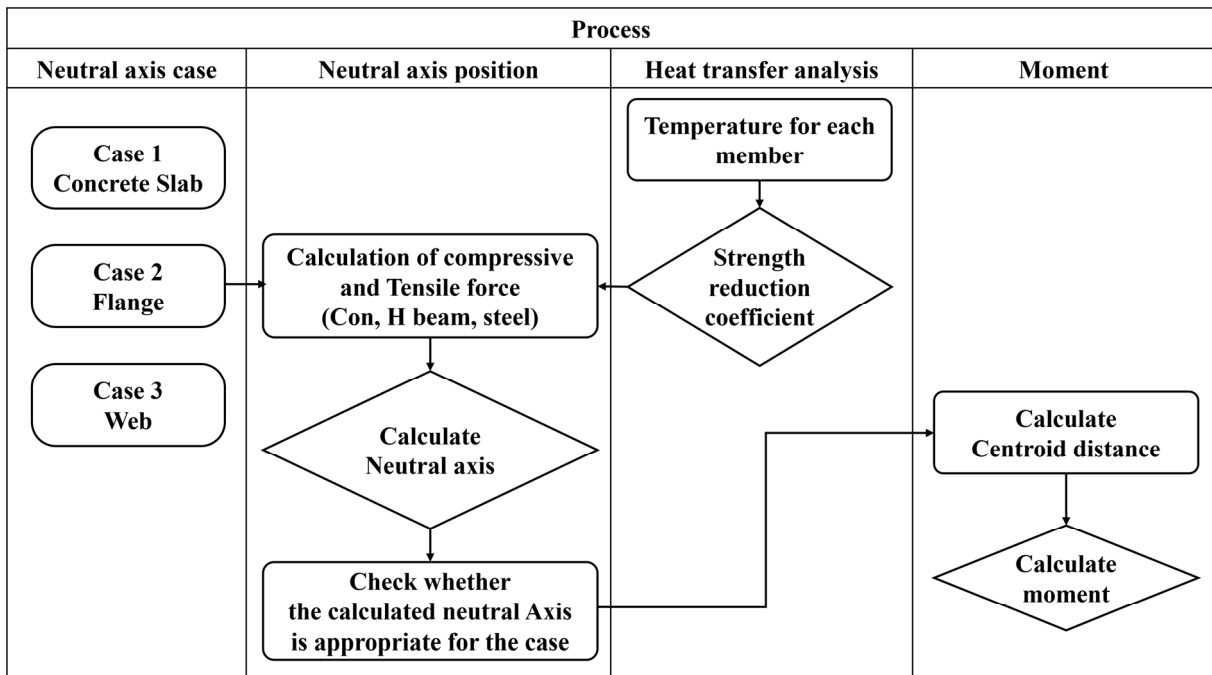 Process
Neutral axis case
Neutral axis position
Heat transfer analysis
Moment
Case 1
Concrete Slab
Case 2
Flange
Case 3
Web
Calculation of compressive
and Tensile force
(Con, H beam, steel)
Calculate
Neutral axis
Check whether
the calculated neutral Axis
is appropriate for the case
Temperature for each
member
Strength
reduction
coefficient
Calculate
Centroid distance
Calculate
moment